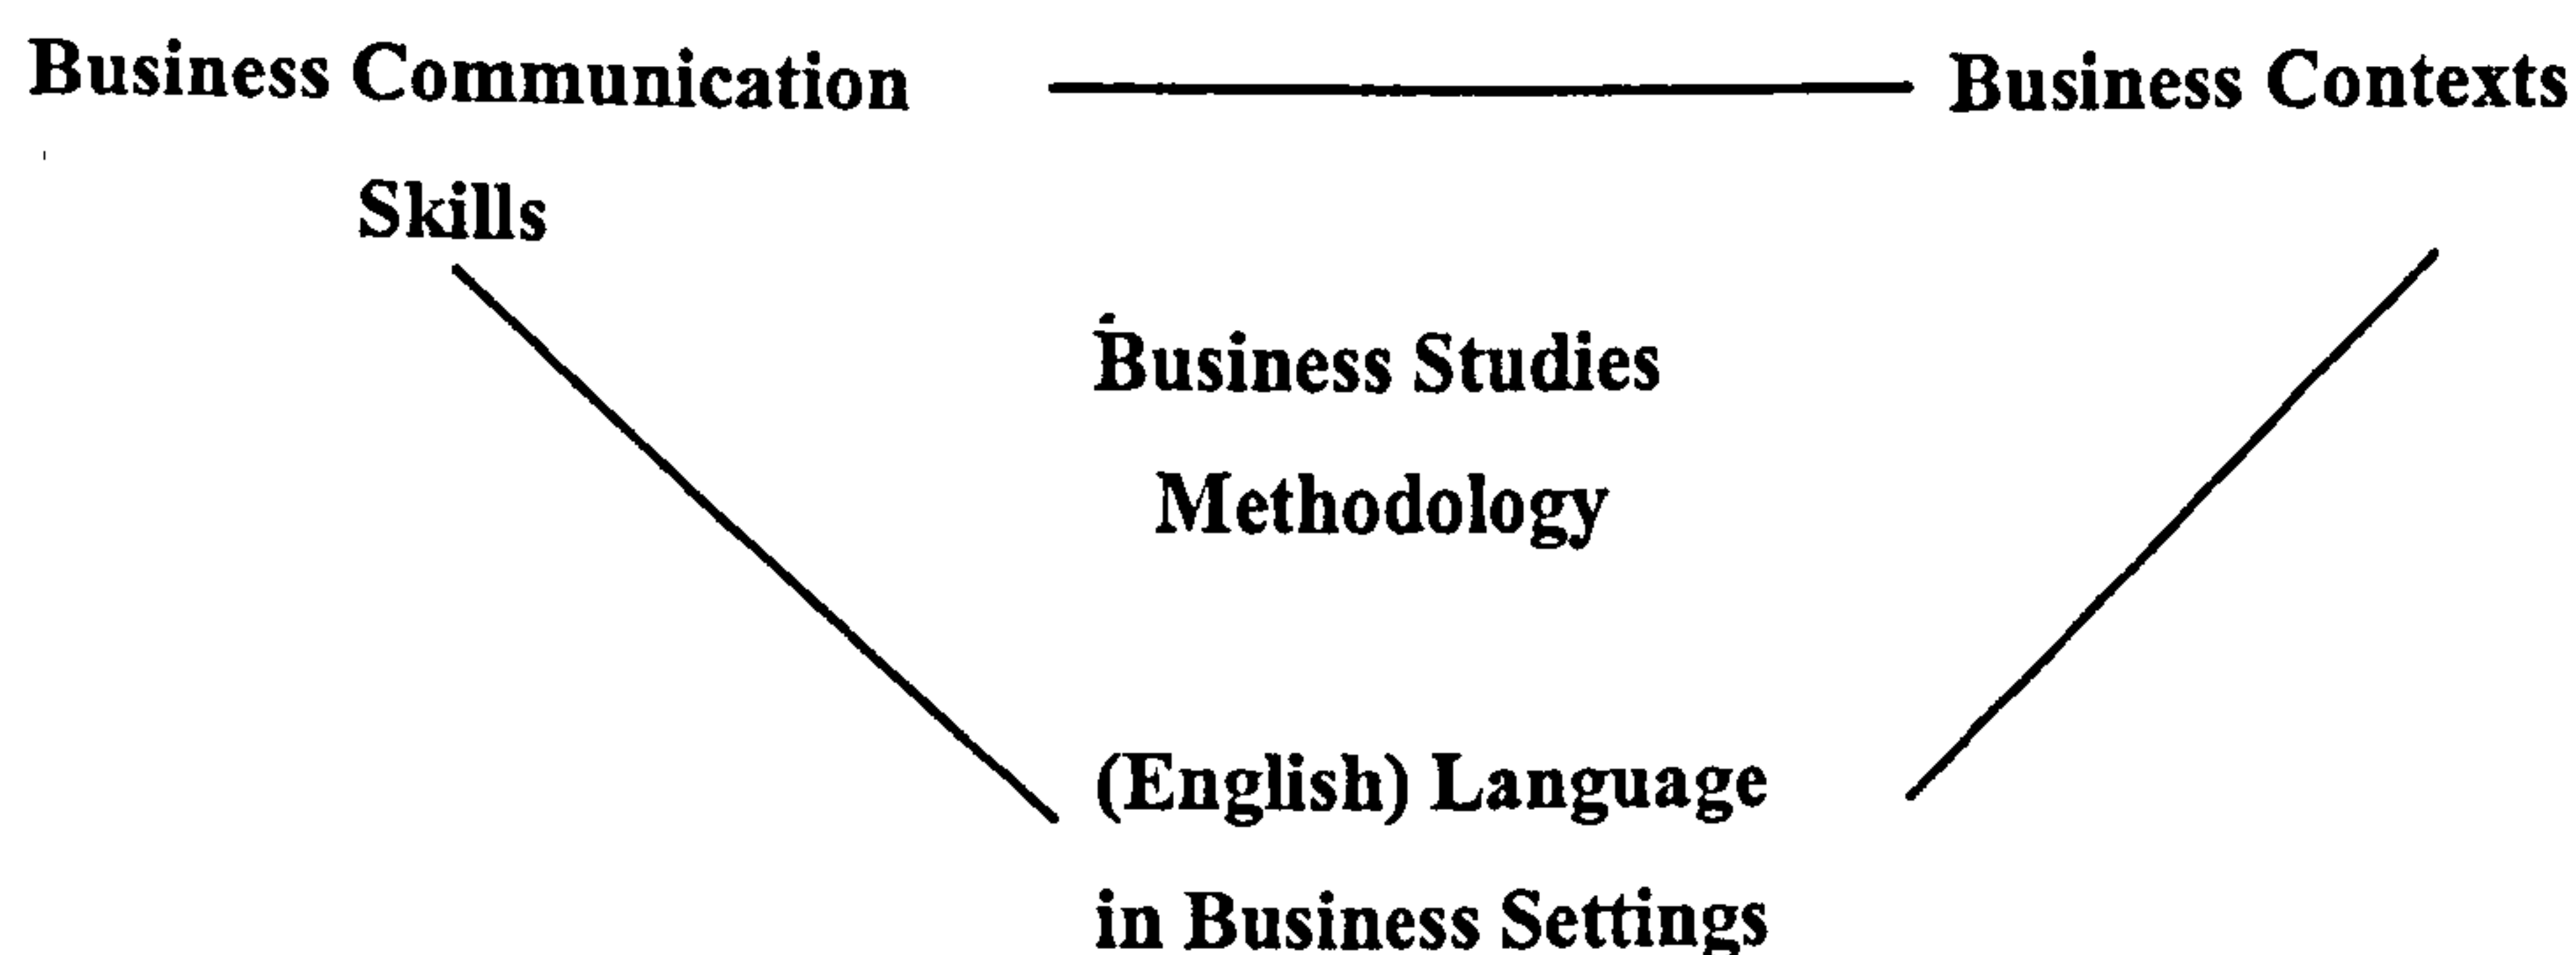 Business Communication Business Contexts
Skills
Business Studies
Methodology
(English) Language
in Business Settings